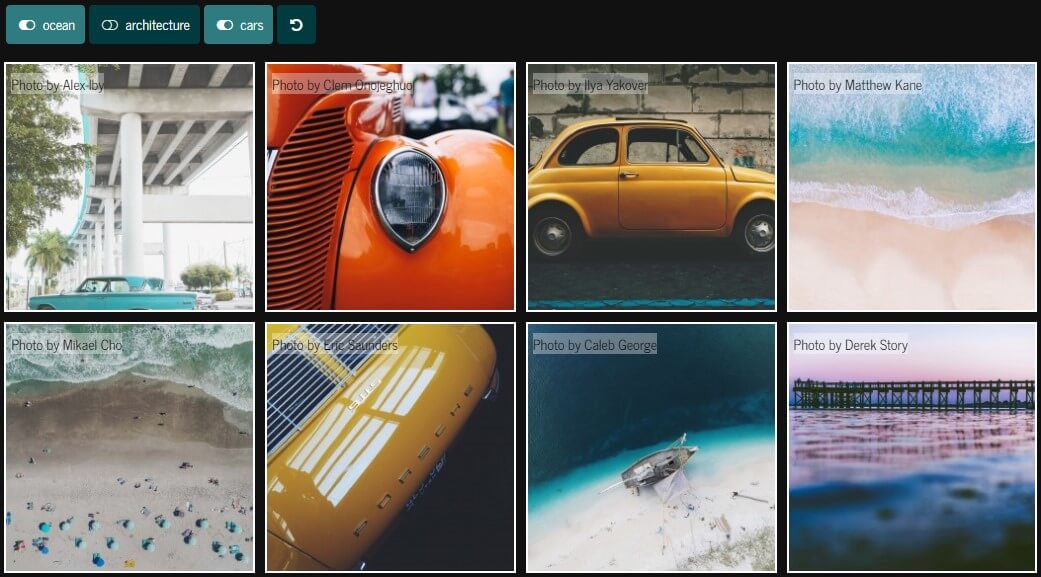 ocean
architecture
cars
Photo by Alex Iby
Photo by Clem Onojeghuo
Photo by Ilya Yakover
Photo by Matthew Kane
Photo by Mikael Cho
Photo by Eric Saunders
Photo by Caleb George
Photo by Derek Story
PORSCHE